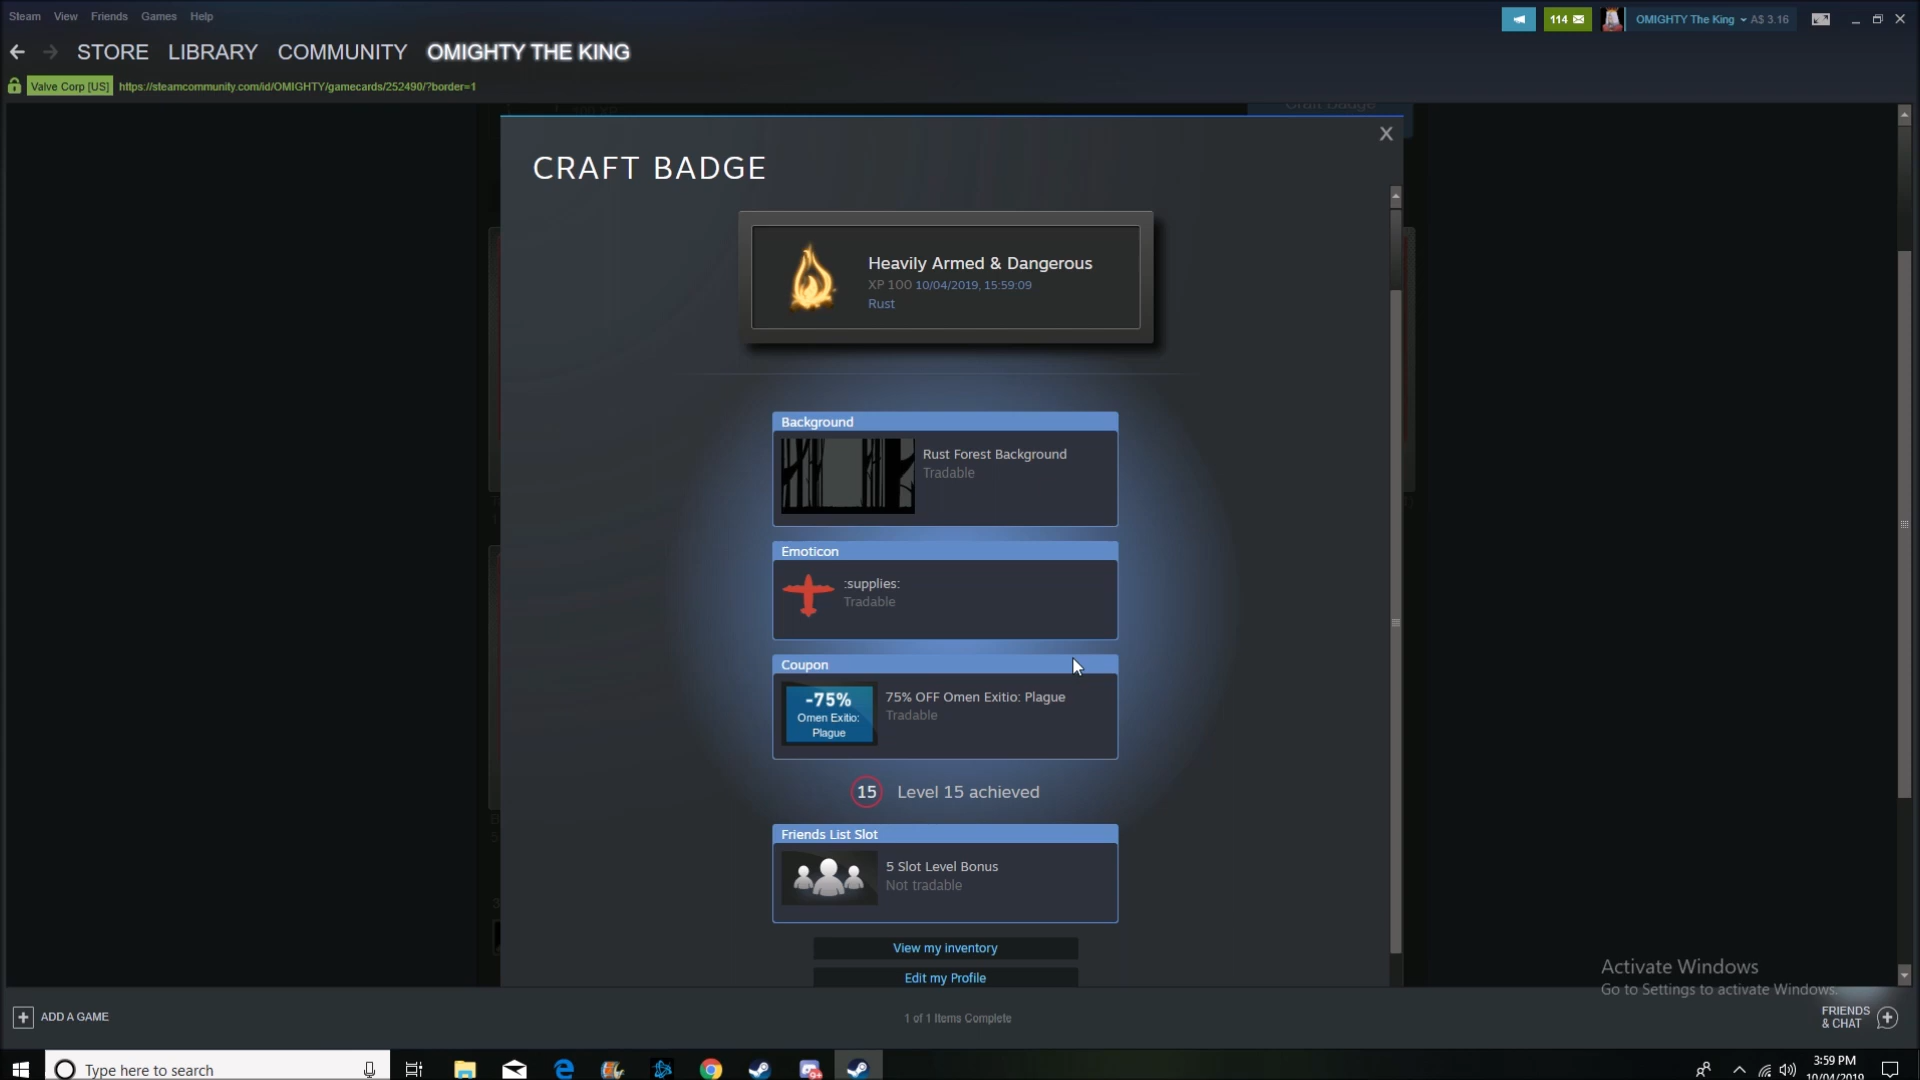 Steam View Friends Games Help
114
OMIGHTY The King A$ 3.16
STORE LIBRARY COMMUNITY OMIGHTY THE KING
Valve Corp [US] https://steamcommunity.com/id/OMIGHTY/gamecards/252490/?border=1
Craft Badge
X
CRAFT BADGE
Heavily Armed & Dangerous
XP 100 10/04/2019, 15:59:09
Rust
Background
Rust Forest Background
Tradable
Emoticon
:supplies:
Tradable
Coupon
-75%
Omen Exitio:
Plague
75% OFF Omen Exitio: Plague
Tradable
15 Level 15 achieved
Friends List Slot
5 Slot Level Bonus
Not tradable
View my inventory
Edit my Profile
Activate Windows
Go to Settings to activate Windows.
ADD A GAME
1 of 1 Items Complete
FRIENDS
& CHAT
Type here to search
3:59 PM
10/04/2019